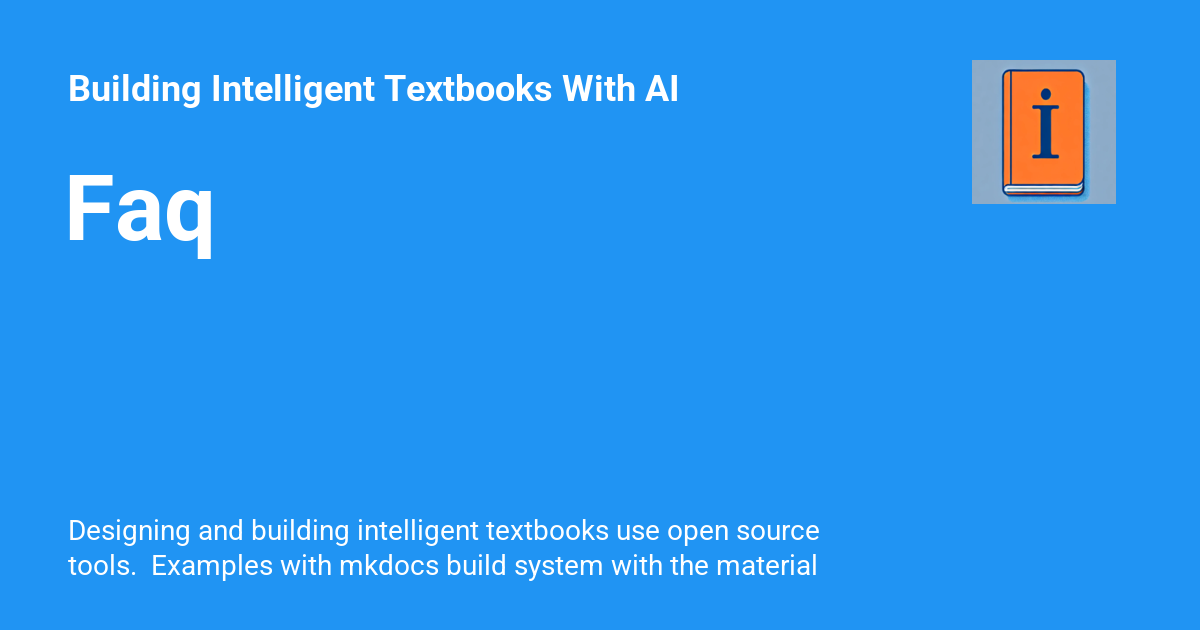 Building Intelligent Textbooks With AI
i
Faq
Designing and building intelligent textbooks use open source
tools.  Examples with mkdocs build system with the material